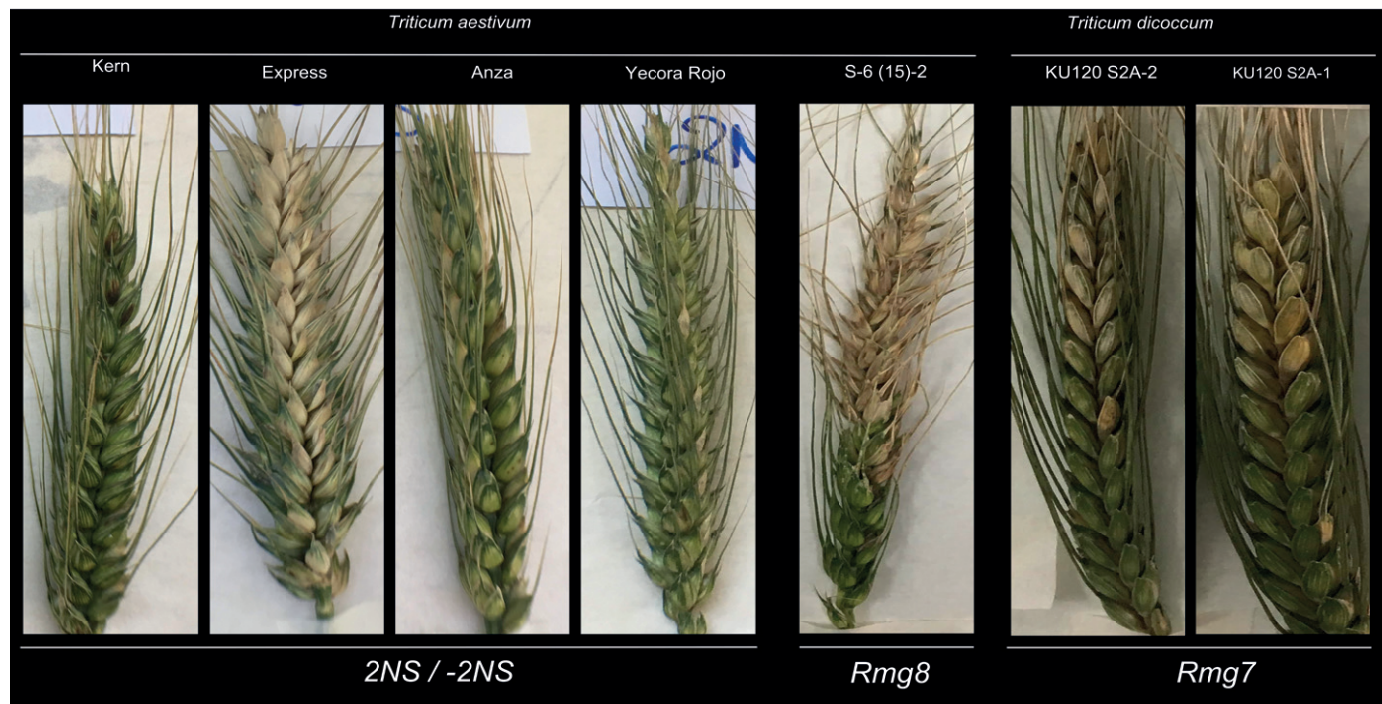 Triticum aestivum
Triticum dicoccum
Kern
Express
Anza
Yecora Rojo
S-6 (15)-2
KU120 S2A-2
KU120 S2A-1
2NS / -2NS
Rmg8
Rmg7